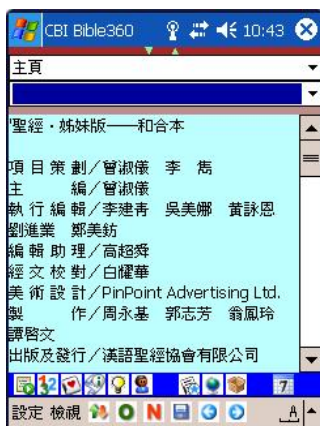 CBI Bible360 10:43
主頁
'聖經．姊妹版——和合本
項目策劃／曾淑儀 李雋
主編／曾淑儀
執行編輯／李建青 吳美娜 黃詠恩
劉進業 鄭美鈁
編輯助理／高超舜
經文校對／白耀華
美術設計／PinPoint Advertising Ltd.
製作／周永基 郭志芳 翁鳳玲
譚啓文
出版及發行／漢語聖經協會有限公司
設定 檢視 O N A